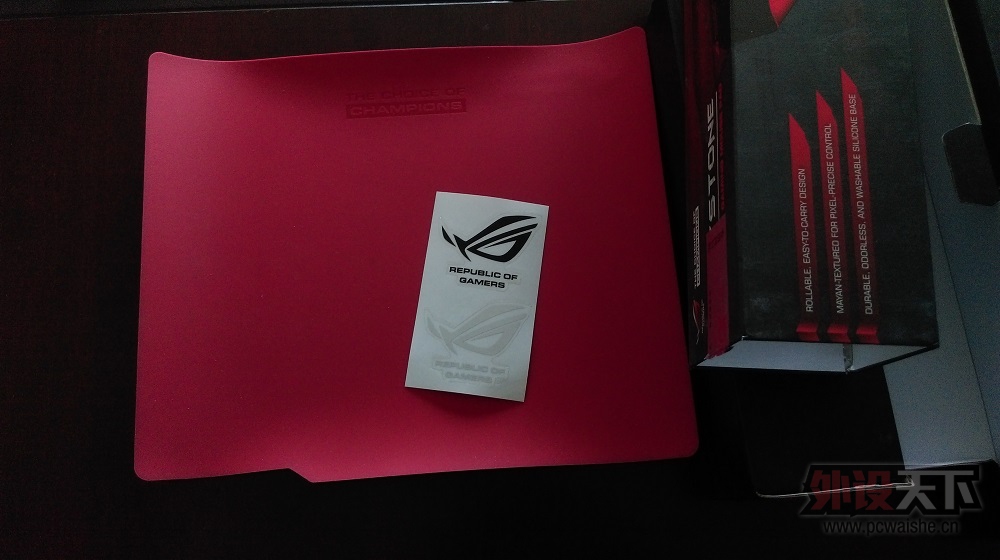 THE CHOICE OF
CHAMPIONS
REPUBLIC OF
GAMERS
REPUBLIC OF
GAMERS
STONE
ROLLABLE, EASY-TO-CARRY DESIGN
MAYAN-TEXTURED FOR PIXEL-PRECISE CONTROL
DURABLE, ODORLESS, AND WASHABLE SILICONE BASE
外设天下
www.pcwaishe.cn